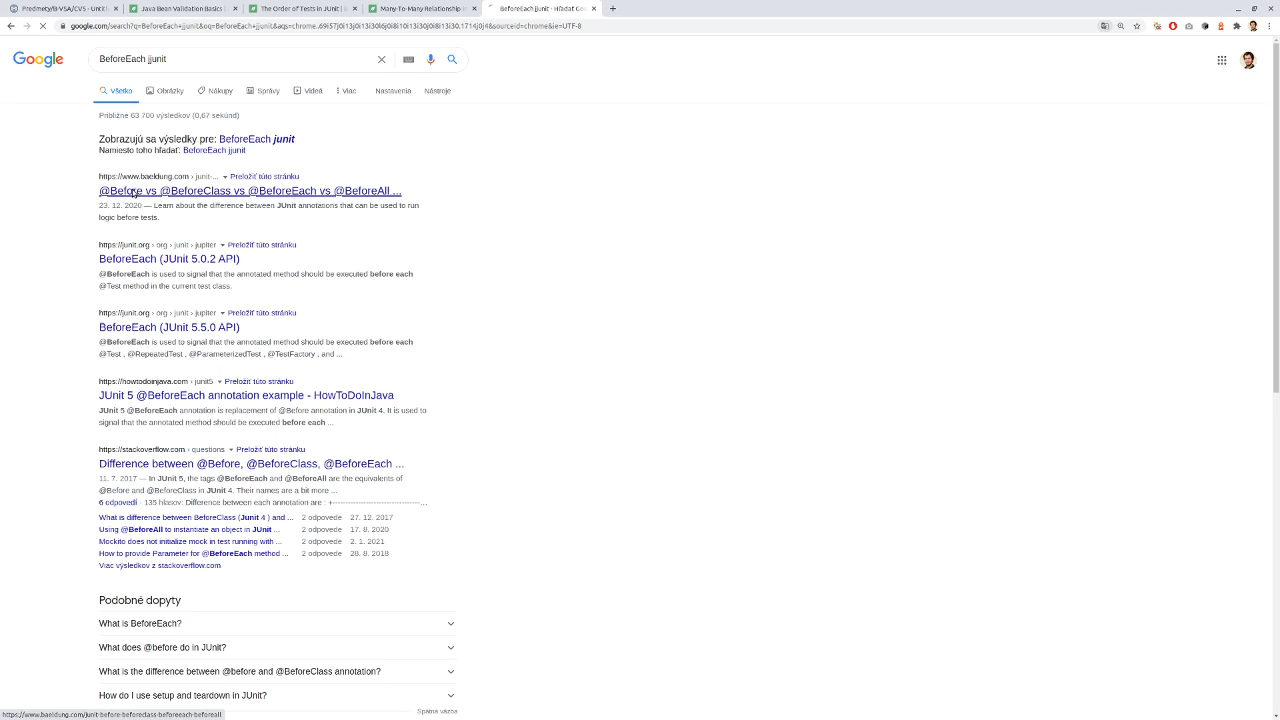 Predmety/B-VSA/CV5 - UntKl
Java Bean Validation Basics |
The Order of Tests in JUnit |
Many-To-Many Relationship i
BeforeEach jjunit - Hľadať Go
google.com/search?q=BeforeEach+jjunit&oq=BeforeEach+jjunit&aqs=chrome..69i57j0i13j0i13i30l6j0i8i10i13i30j0i8i13i30.1714j0j4&sourceid=chrome&ie=UTF-8
Google
BeforeEach jjunit
Všetko
Obrázky
Nákupy
Správy
Videá
Viac
Nastavenia
Nástroje
Približne 63 700 výsledkov (0,67 sekúnd)
Zobrazujú sa výsledky pre: BeforeEach junit
Namiesto toho hľadať: BeforeEach jjunit
https://www.baeldung.com › junit-... Preložiť túto stránku
@Before vs @BeforeClass vs @BeforeEach vs @BeforeAll ...
23. 12. 2020 — Learn about the difference between JUnit annotations that can be used to run
logic before tests.
https://junit.org › org › junit › jupiter Preložiť túto stránku
BeforeEach (JUnit 5.0.2 API)
@BeforeEach is used to signal that the annotated method should be executed before each
@Test method in the current test class.
https://junit.org › org › junit › jupiter Preložiť túto stránku
BeforeEach (JUnit 5.5.0 API)
@BeforeEach is used to signal that the annotated method should be executed before each
@Test , @RepeatedTest , @ParameterizedTest , @TestFactory , and ...
https://howtodoinjava.com › junit5 Preložiť túto stránku
JUnit 5 @BeforeEach annotation example - HowToDoInJava
JUnit 5 @BeforeEach annotation is replacement of @Before annotation in JUnit 4. It is used to
signal that the annotated method should be executed before each ...
https://stackoverflow.com › questions Preložiť túto stránku
Difference between @Before, @BeforeClass, @BeforeEach ...
11. 7. 2017 — In JUnit 5, the tags @BeforeEach and @BeforeAll are the equivalents of
@Before and @BeforeClass in JUnit 4. Their names are a bit more ...
6 odpovedí · 135 hlasov: Difference between each annotation are : +-------------------------------...
What is difference between BeforeClass (Junit 4 ) and ... 2 odpovede 27. 12. 2017
Using @BeforeAll to instantiate an object in JUnit ... 2 odpovede 17. 8. 2020
Mockito does not initialize mock in test running with ... 2 odpovede 2. 1. 2021
How to provide Parameter for @BeforeEach method ... 2 odpovede 28. 8. 2018
Viac výsledkov z stackoverflow.com
Podobné dopyty
What is BeforeEach?
What does @before do in JUnit?
What is the difference between @before and @BeforeClass annotation?
How do I use setup and teardown in JUnit?
Spätná väzba
https://www.baeldung.com/junit-before-beforeclass-beforeeach-beforeall